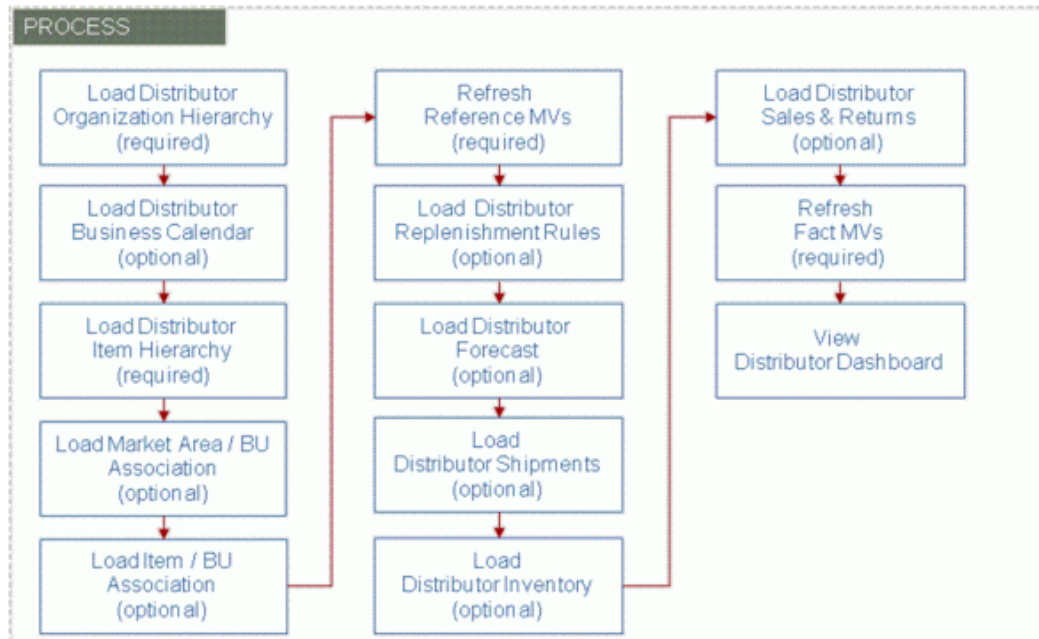 PROCESS
Load Distributor
Organization Hierarchy
(required)
Load Distributor
Business Calendar
(optional)
Load Distributor
Item Hierarchy
(required)
Load Market Area / BU
Association
(optional)
Load Item / BU
Association
(optional)
Refresh
Reference MVs
(required)
Load Distributor
Replenishment Rules
(optional)
Load Distributor
Forecast
(optional)
Load
Distributor Shipments
(optional)
Load
Distributor Inventory
(optional)
Load Distributor
Sales & Returns
(optional)
Refresh
Fact MVs
(required)
View
Distributor Dashboard